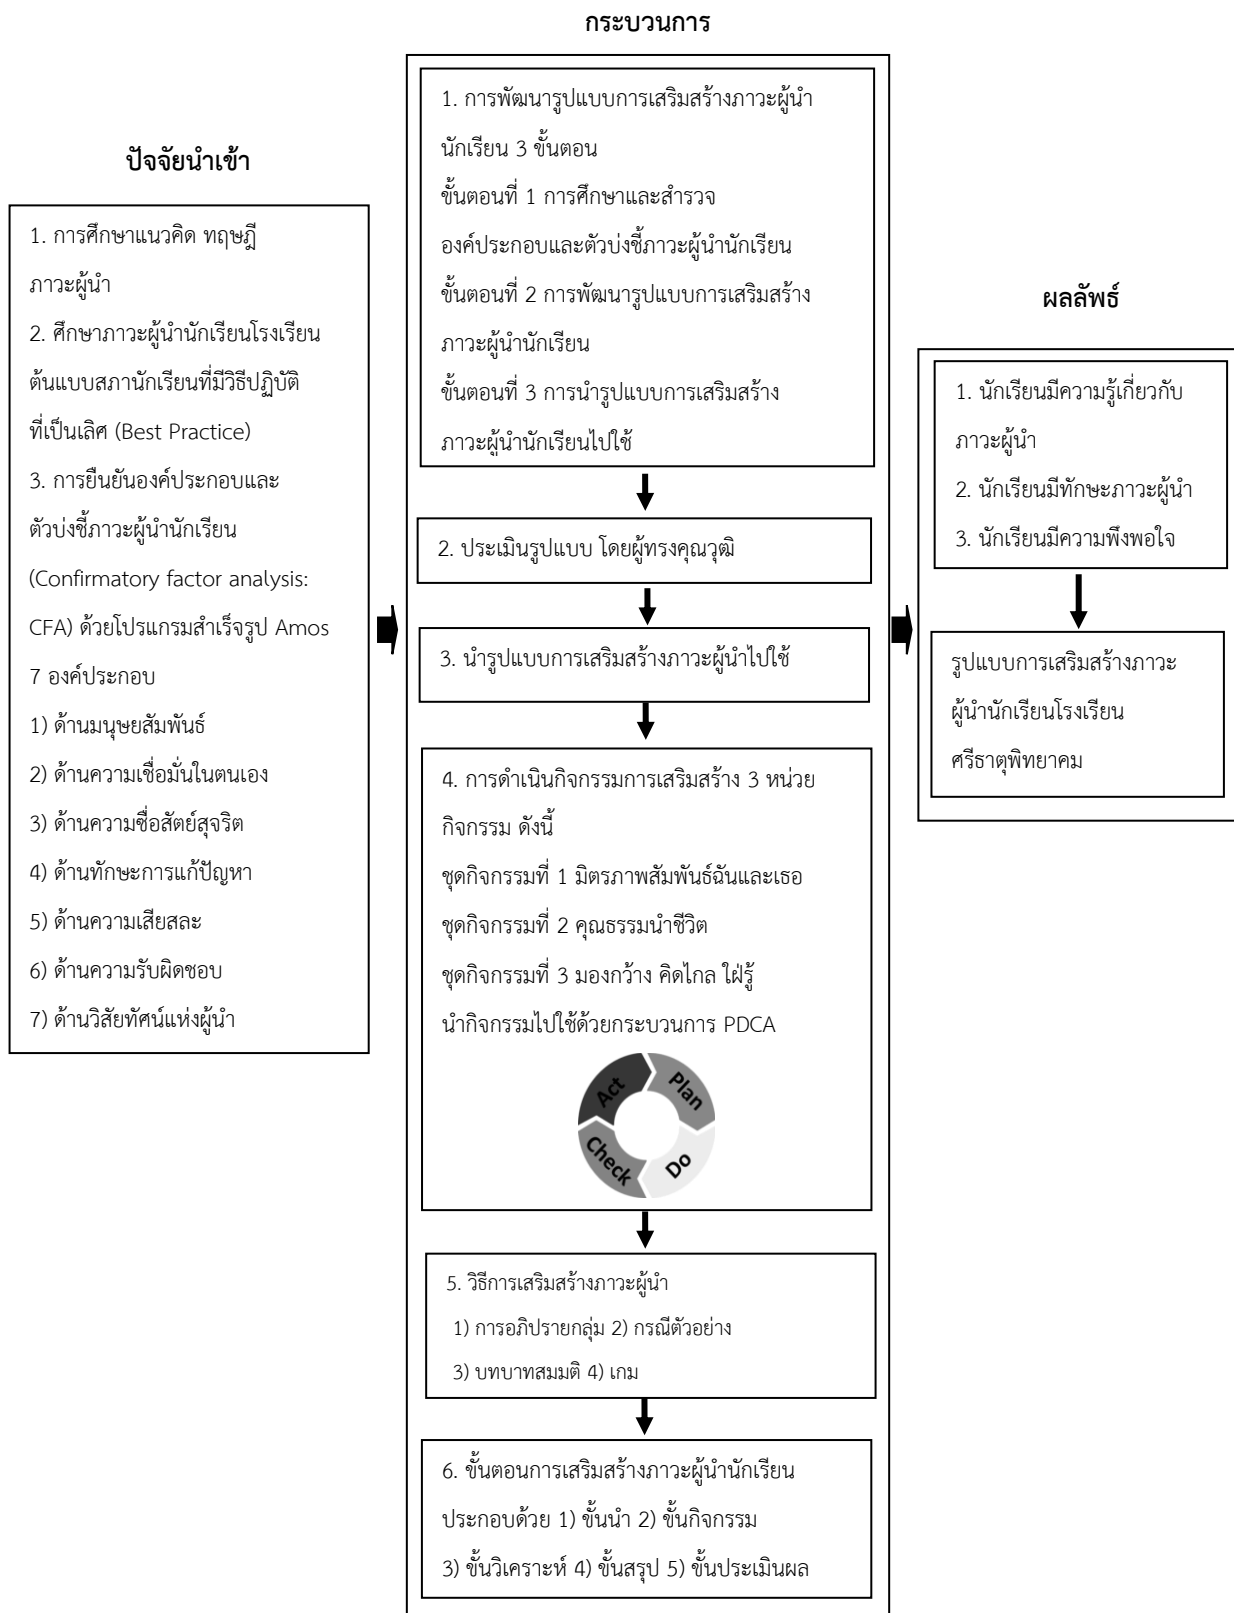 กระบวนการ
ปัจจัยนำเข้า
1. การศึกษาแนวคิด ทฤษฎี
ภาวะผู้นำ
2. ศึกษาภาวะผู้นำนักเรียนโรงเรียน
ต้นแบบสภานักเรียนที่มีวิธีปฏิบัติ
ที่เป็นเลิศ (Best Practice)
3. การยืนยันองค์ประกอบและ
ตัวบ่งชี้ภาวะผู้นำนักเรียน
(Confirmatory factor analysis:
CFA) ด้วยโปรแกรมสำเร็จรูป Amos
7 องค์ประกอบ
1) ด้านมนุษยสัมพันธ์
2) ด้านความเชื่อมั่นในตนเอง
3) ด้านความซื่อสัตย์สุจริต
4) ด้านทักษะการแก้ปัญหา
5) ด้านความเสียสละ
6) ด้านความรับผิดชอบ
7) ด้านวิสัยทัศน์แห่งผู้นำ
1. การพัฒนารูปแบบการเสริมสร้างภาวะผู้นำ
นักเรียน 3 ขั้นตอน
ขั้นตอนที่ 1 การศึกษาและสำรวจ
องค์ประกอบและตัวบ่งชี้ภาวะผู้นำนักเรียน
ขั้นตอนที่ 2 การพัฒนารูปแบบการเสริมสร้าง
ภาวะผู้นำนักเรียน
ขั้นตอนที่ 3 การนำรูปแบบการเสริมสร้าง
ภาวะผู้นำนักเรียนไปใช้
2. ประเมินรูปแบบ โดยผู้ทรงคุณวุฒิ
3. นำรูปแบบการเสริมสร้างภาวะผู้นำไปใช้
4. การดำเนินกิจกรรมการเสริมสร้าง 3 หน่วย
กิจกรรม ดังนี้
ชุดกิจกรรมที่ 1 มิตรภาพสัมพันธ์ฉันและเธอ
ชุดกิจกรรมที่ 2 คุณธรรมนำชีวิต
ชุดกิจกรรมที่ 3 มองกว้าง คิดไกล ใฝ่รู้
นำกิจกรรมไปใช้ด้วยกระบวนการ PDCA
Act
Plan
Check
Do
5. วิธีการเสริมสร้างภาวะผู้นำ
1) การอภิปรายกลุ่ม 2) กรณีตัวอย่าง
3) บทบาทสมมติ 4) เกม
6. ขั้นตอนการเสริมสร้างภาวะผู้นำนักเรียน
ประกอบด้วย 1) ขั้นนำ 2) ขั้นกิจกรรม
3) ขั้นวิเคราะห์ 4) ขั้นสรุป 5) ขั้นประเมินผล
ผลลัพธ์
1. นักเรียนมีความรู้เกี่ยวกับ
ภาวะผู้นำ
2. นักเรียนมีทักษะภาวะผู้นำ
3. นักเรียนมีความพึงพอใจ
รูปแบบการเสริมสร้างภาวะ
ผู้นำนักเรียนโรงเรียน
ศรีธาตุพิทยาคม